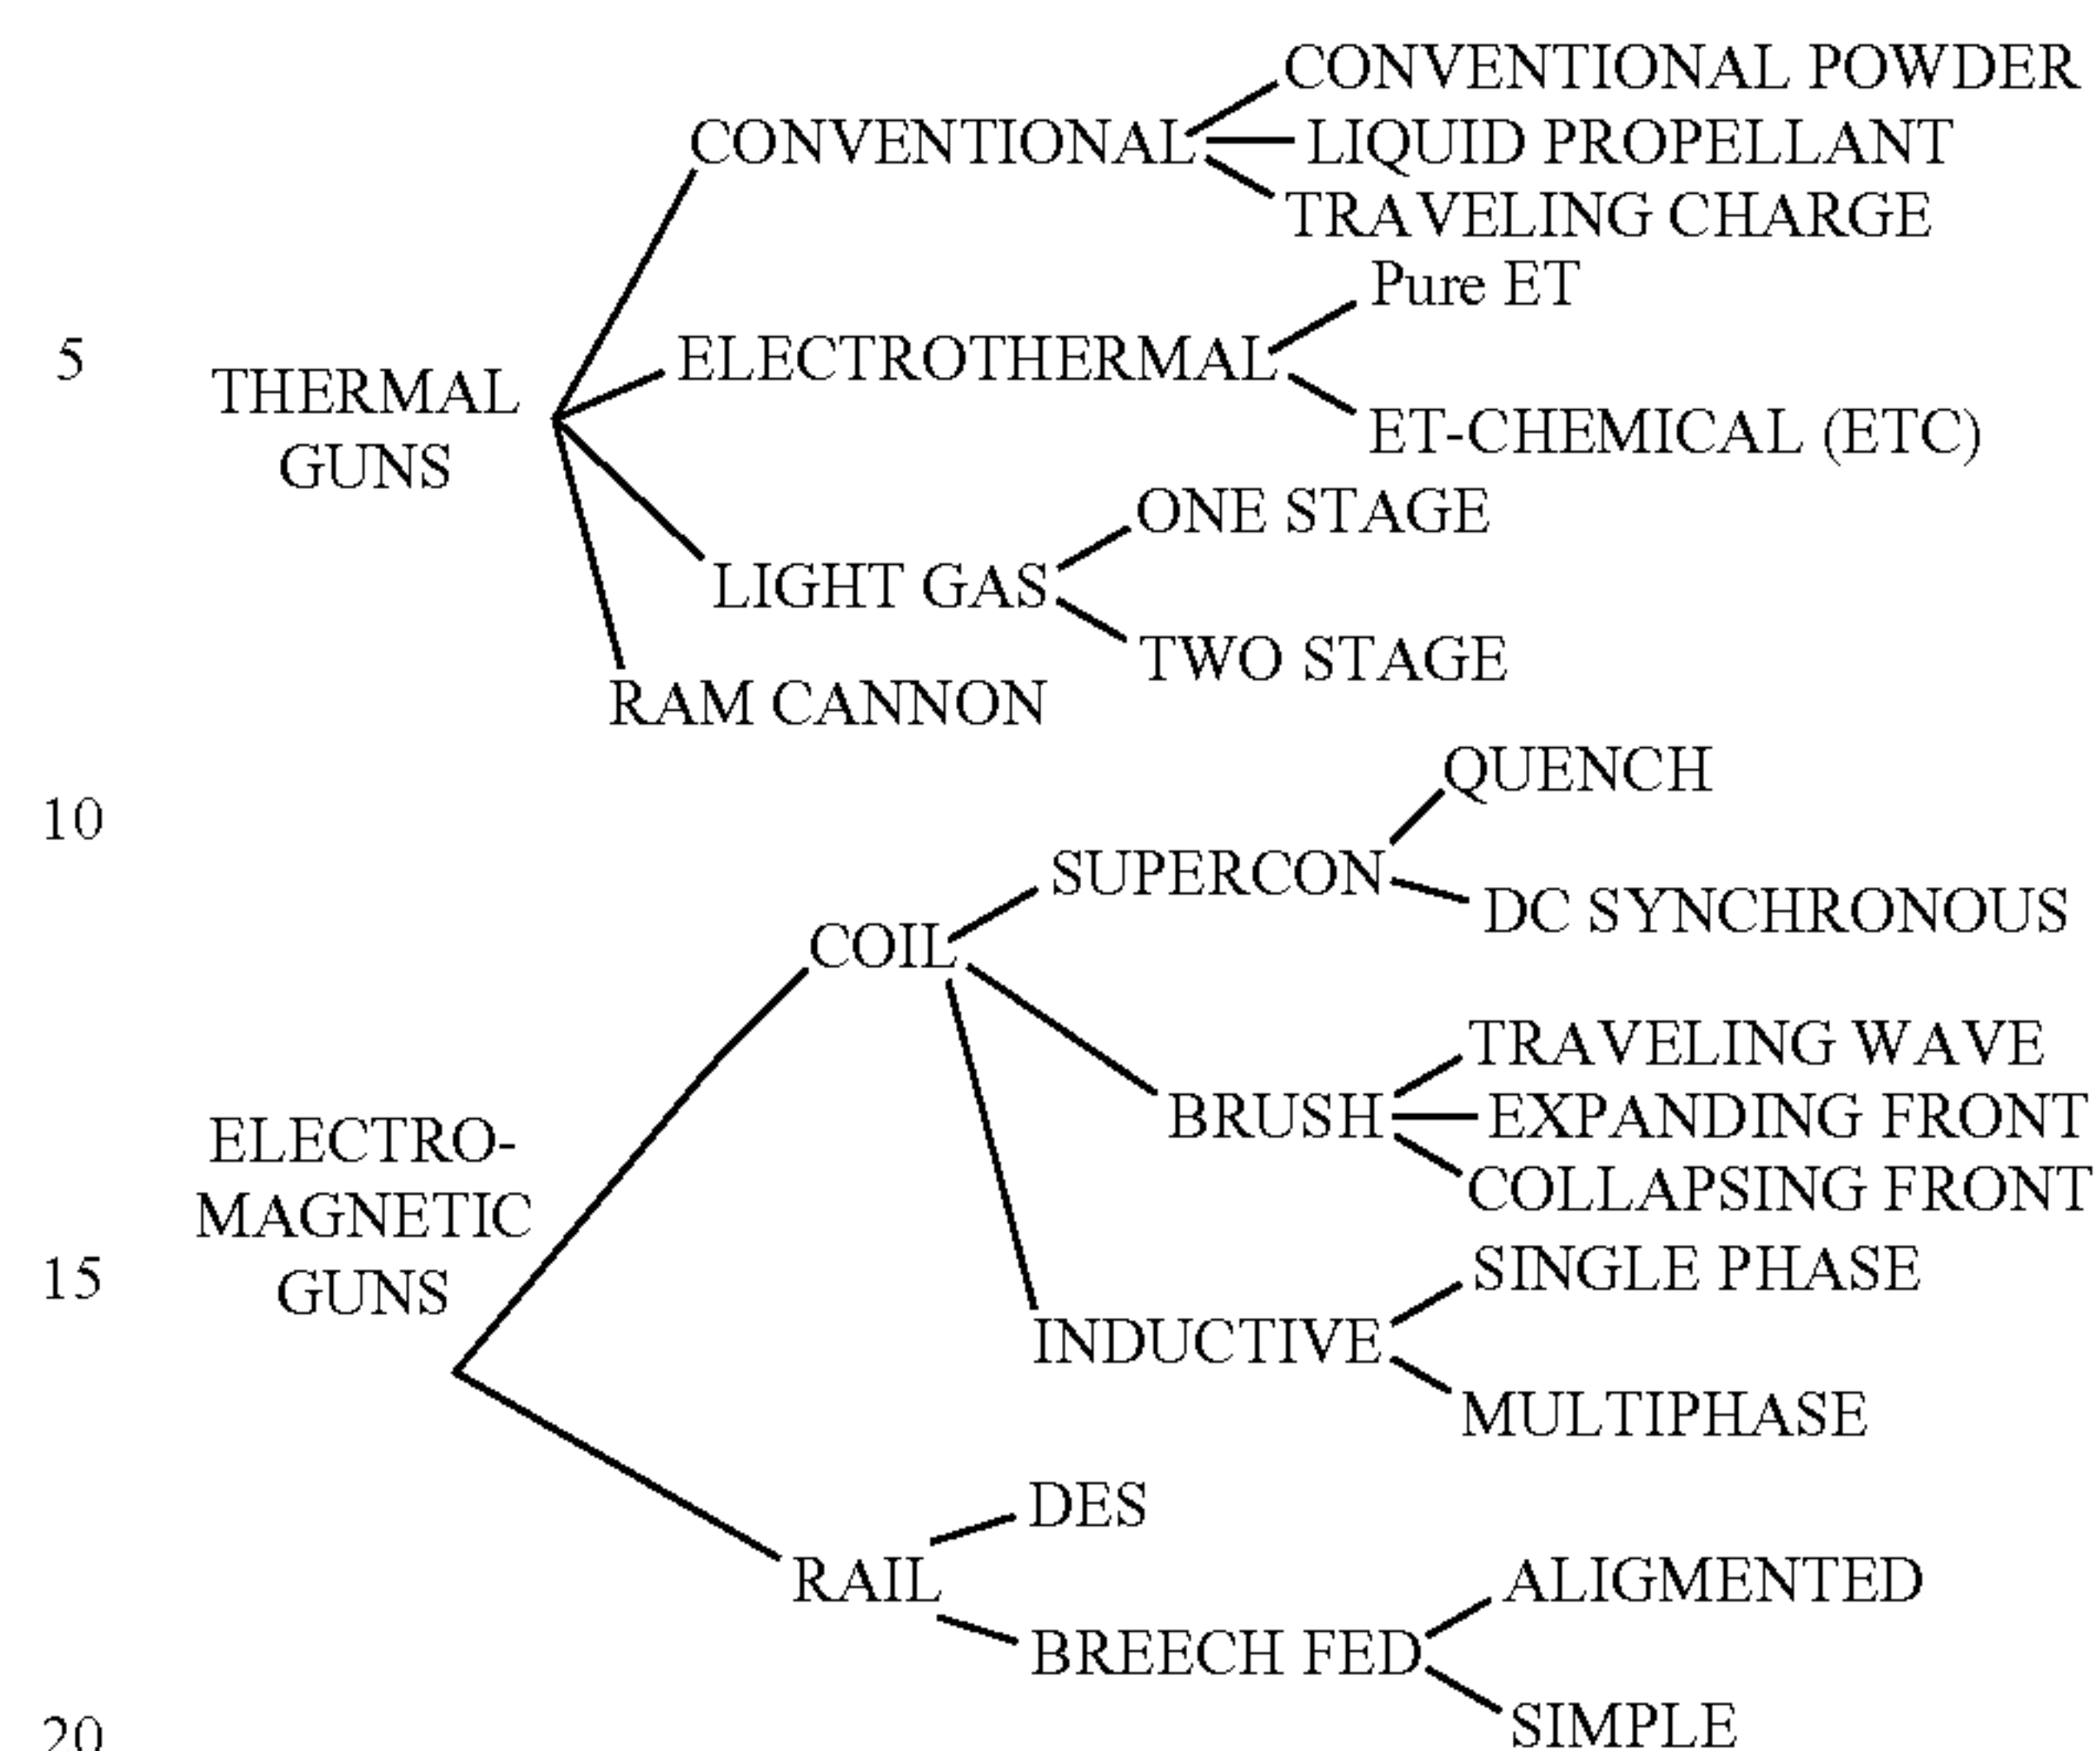 CONVENTIONAL POWDER
CONVENTIONAL
LIQUID PROPELLANT
TRAVELING CHARGE
Pure ET
5
ELECTROTHERMAL
THERMAL
GUNS
ET-CHEMICAL (ETC)
ONE STAGE
LIGHT GAS
TWO STAGE
RAM CANNON
QUENCH
10
SUPERCON
DC SYNCHRONOUS
COIL
TRAVELING WAVE
BRUSH
EXPANDING FRONT
COLLAPSING FRONT
ELECTRO-
MAGNETIC
GUNS
15
SINGLE PHASE
INDUCTIVE
MULTIPHASE
DES
RAIL
ALIGMENTED
BREECH FED
SIMPLE
20